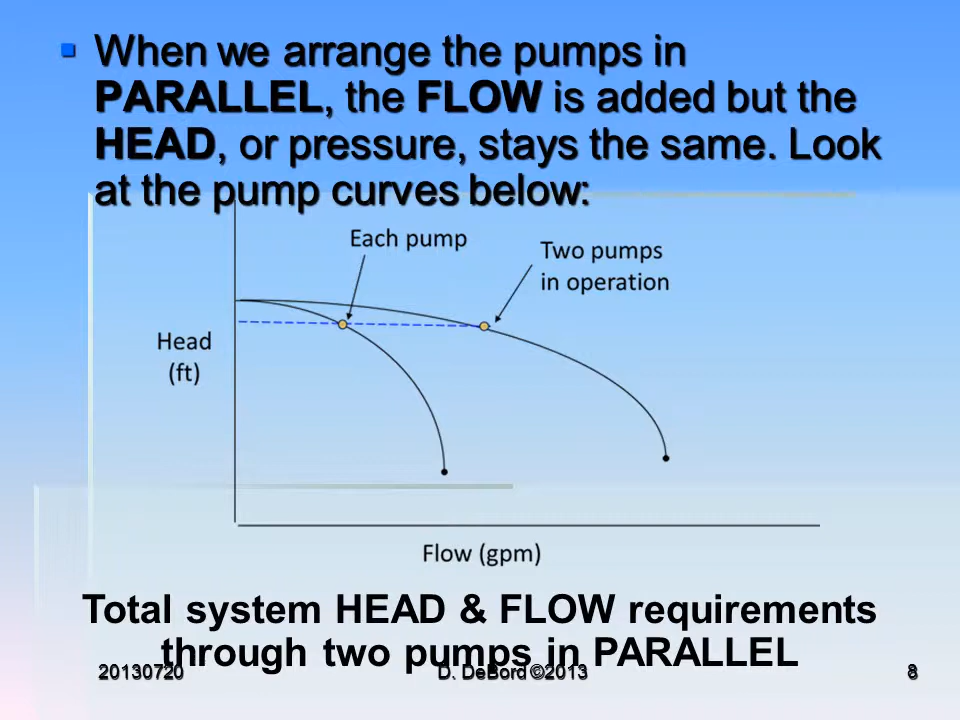 When we arrange the pumps in
PARALLEL, the FLOW is added but the
HEAD, or pressure, stays the same. Look
at the pump curves below:
Each pump
Two pumps
in operation
Head
(ft)
Flow (gpm)
Total system HEAD & FLOW requirements
through two pumps in PARALLEL
20130720
D. DeBord ©2013
8